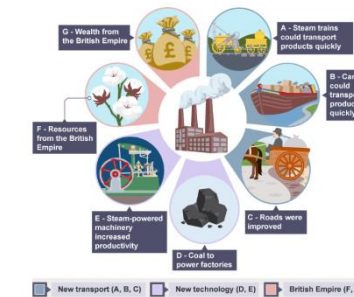 G - Wealth from
the British Empire
A - Steam trains
could transport
products quickly
B - Can
could
transpo
produc
quickly
F - Resources
from the British
Empire
C - Roads were
improved
E - Steam-powered
machinery
increased
productivity
D - Coal to
power factories
New transport (A, B, C)
New technology (D, E)
British Empire (F,